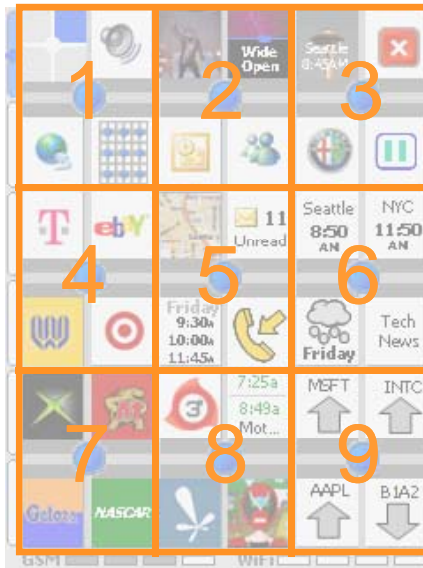 1 2 3
Wide
Open
Seattle
8:45AM
4 5 6
T
ebY
11
Unread
Seattle
8:50
AM
NYC
11:50
AM
Friday
9:30A
10:00A
11:45A
Friday
Tech
News
7 8 9
3
7:25a
8:49a
Mot...
MSFT
INTC
NASCAR
AAPL
B1A2
GSM
WiFi